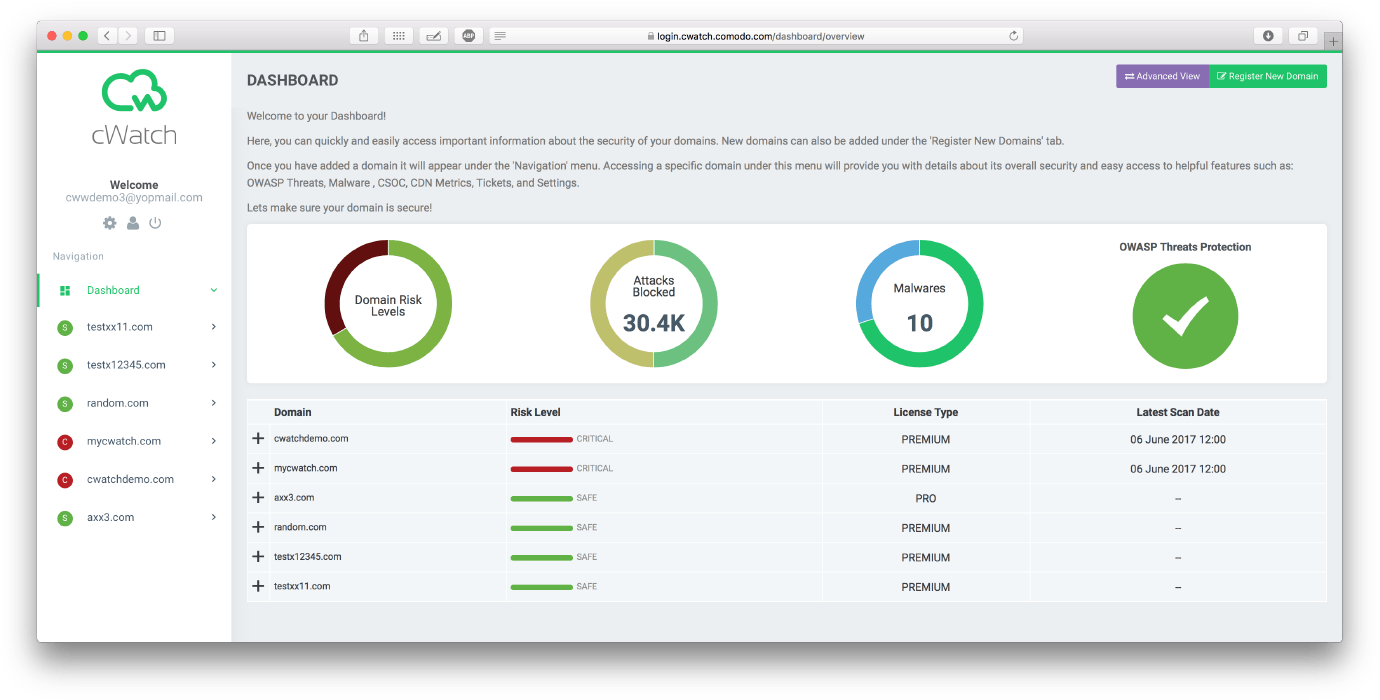 ABP
login.cwatch.comodo.com/dashboard/overview
cWatch
Welcome
cwwdemo3@yopmail.com
Navigation
Dashboard
S testxx11.com
S testx12345.com
S random.com
C mycwatch.com
C cwatchdemo.com
S axx3.com
DASHBOARD
Advanced View
Register New Domain
Welcome to your Dashboard!
Here, you can quickly and easily access important information about the security of your domains. New domains can also be added under the 'Register New Domains' tab.
Once you have added a domain it will appear under the 'Navigation' menu. Accessing a specific domain under this menu will provide you with details about its overall security and easy access to helpful features such as:
OWASP Threats, Malware , CSOC, CDN Metrics, Tickets, and Settings.
Lets make sure your domain is secure!
Domain Risk
Levels
Attacks
Blocked
30.4K
Malwares
10
OWASP Threats Protection
Domain Risk Level License Type Latest Scan Date
cwatchdemo.com CRITICAL PREMIUM 06 June 2017 12:00
mycwatch.com CRITICAL PREMIUM 06 June 2017 12:00
axx3.com SAFE PRO --
random.com SAFE PREMIUM --
testx12345.com SAFE PREMIUM --
testxx11.com SAFE PREMIUM --